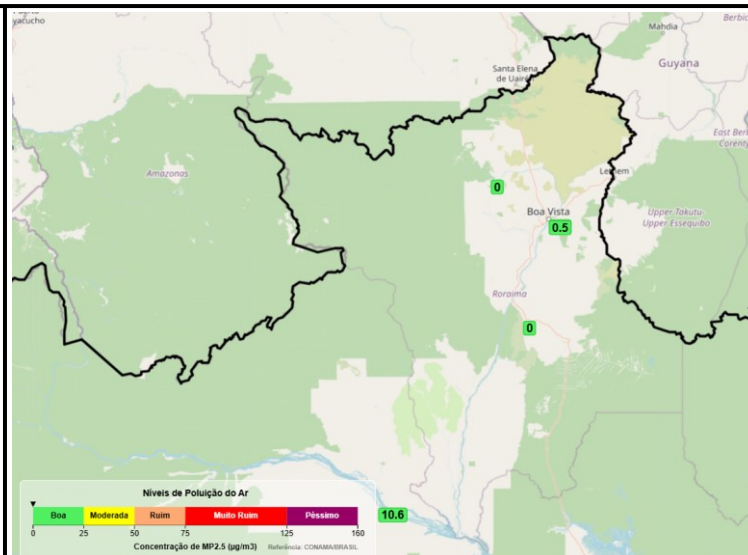 yacucho
Mahdia
Berbic
Guyana
Santa Elena
de Uairén
East Ber
Corenty
Amazonas
Lethem
0
Boa Vista
0.5
Upper Takutu-
Upper Essequibo
Roraima
0
Níveis de Poluição do Ar
Boa
Moderada
Ruim
Muito Ruim
Péssimo
0
25
50
75
125
160
10.6
Concentração de MP2.5 (µg/m3)
Referência: CONAMA/BRASIL